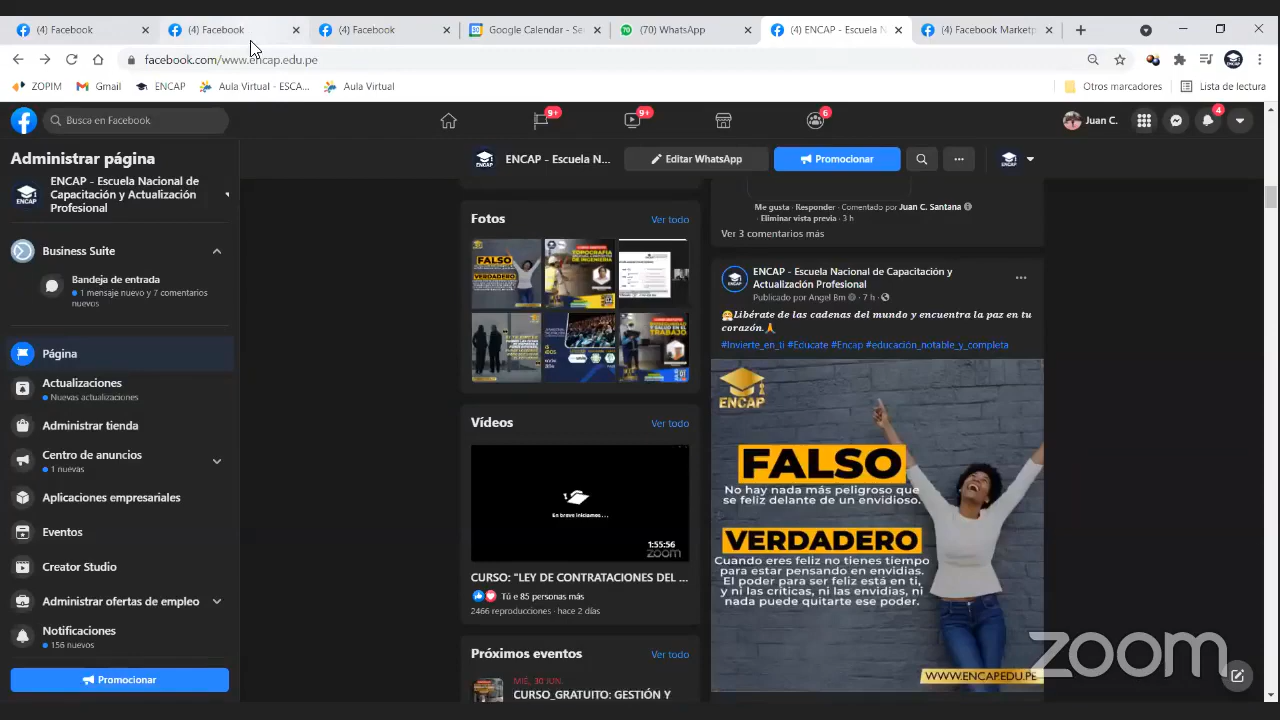 (4) Facebook
(4) Facebook
(4) Facebook
Google Calendar - Se
(70) WhatsApp
(4) ENCAP - Escuela N
(4) Facebook Marketp
facebook.com/www.encap.edu.pe
ZOPIM
Gmail
ENCAP
Aula Virtual - ESCA...
Aula Virtual
Otros marcadores
Lista de lectura
Busca en Facebook
9+
9+
6
Juan C.
4
Administrar página
ENCAP - Escuela Nacional de
Capacitación y Actualización
Profesional
Business Suite
Bandeja de entrada
1 mensaje nuevo y 7 comentarios
nuevos
Página
Actualizaciones
Nuevas actualizaciones
Administrar tienda
Centro de anuncios
1 nuevas
Aplicaciones empresariales
Eventos
Creator Studio
Administrar ofertas de empleo
Notificaciones
156 nuevos
Promocionar
ENCAP - Escuela N...
Editar WhatsApp
Promocionar
Fotos
Ver todo
FALSO
VERDADERO
TOPOGRAFÍA
Vídeos
Ver todo
En breve iniciamos ...
1:55:56
zoom
CURSO: "LEY DE CONTRATACIONES DEL ...
Tú e 85 personas más
2466 reproducciones · hace 2 días
Próximos eventos
Ver todo
MIÉ, 30 JUN.
CURSO_GRATUITO: GESTIÓN Y
Me gusta · Responder · Comentado por Juan C. Santana
· Eliminar vista previa · 3 h
Ver 3 comentarios más
ENCAP - Escuela Nacional de Capacitación y
Actualización Profesional
Publicado por Angel Bm · 7 h ·
Libérate de las cadenas del mundo y encuentra la paz en tu
corazón.
#Invierte_en_ti #Educate #Encap #educación_notable_y_completa
ENCAP
FALSO
No hay nada más peligroso que
se feliz delante de un envidioso.
VERDADERO
Cuando eres feliz no tienes tiempo
para estar pensando en envidias.
El poder para ser feliz está en ti,
y ni las críticas, ni las envidias, ni
nada puede quitarte ese poder.
WWW.ENCAPEDU.PE
zoom